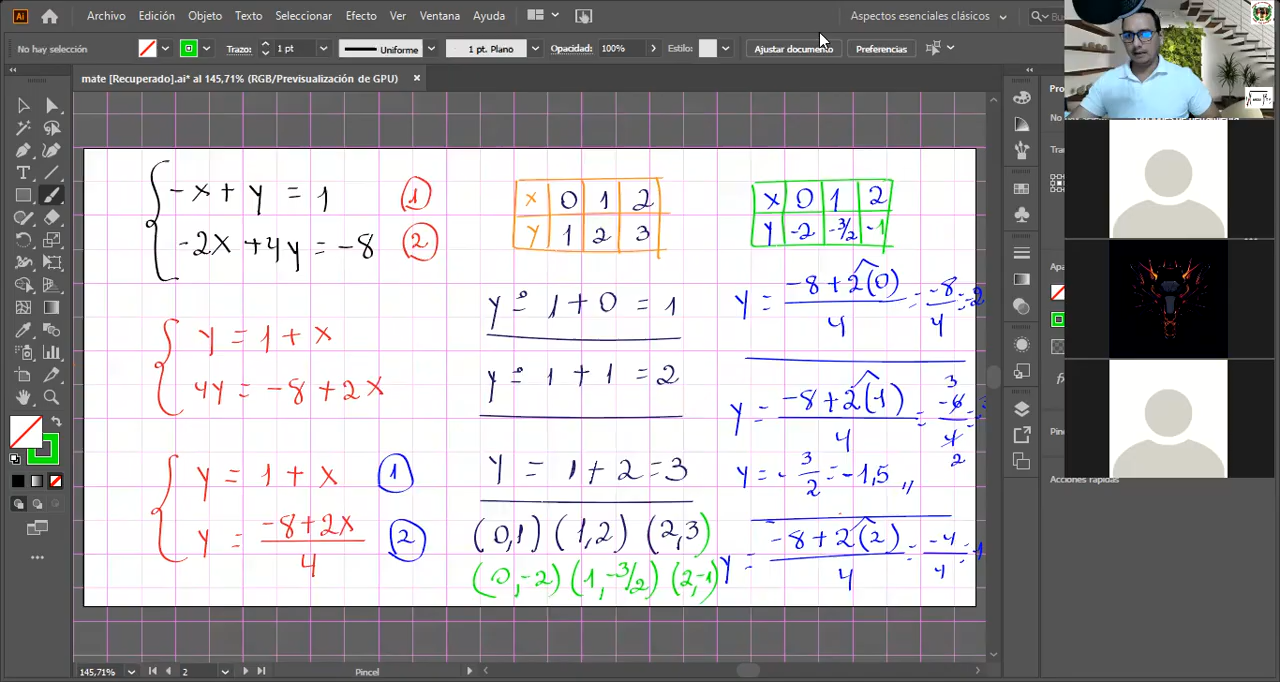 Archivo Edición Objeto Texto Seleccionar Efecto Ver Ventana Ayuda Aspectos esenciales clásicos
No hay selección Trazo: 1 pt Uniforme 1 pt. Plano Opacidad: 100% Estilo: Ajustar documento Preferencias
mate [Recuperado].ai* al 145,71% (RGB/Previsualización de GPU) ×
-x + y = 1 ①
-2x + 4y = -8 ②
y = 1 + x
4y = -8 + 2x
y = 1 + x ①
y = (-8 + 2x)/4 ②
x 0 1 2
y 1 2 3
y = 1 + 0 = 1
y = 1 + 1 = 2
y = 1 + 2 = 3
(0,1) (1,2) (2,3)
(0,-2) (1,-3/2) (2,-1)
x 0 1 2
y -2 -3/2 -1
y = (-8 + 2(0))/4 = -8/4 = -2
y = (-8 + 2(1))/4 = -6/4
3
2
y = -3/2 = -1,5 //
y = (-8 + 2(2))/4 = -4/4 = 1
Acciones rápidas
145,71% 2 Pincel